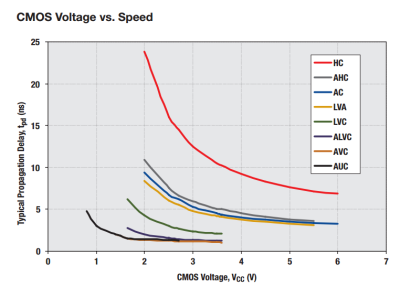 CMOS Voltage vs. Speed
Typical Propagation Delay, tpd (ns)
25
20
15
10
5
0
0 1 2 3 4 5 6 7
CMOS Voltage, VCC (V)
HC
AHC
AC
LVA
LVC
ALVC
AVC
AUC